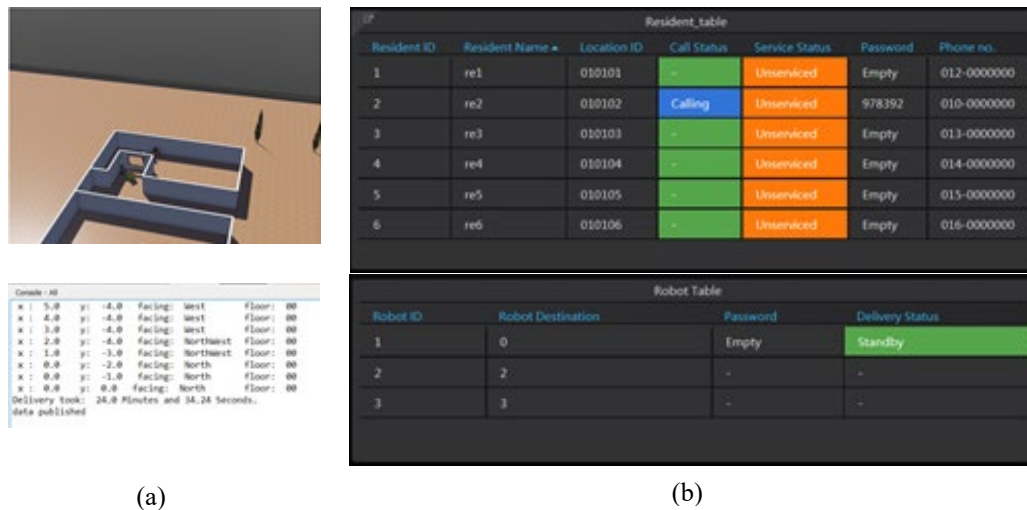 Console - All
x : 5.0 y: -4.0 facing: West floor: 00
x : 4.0 y: -4.0 facing: West floor: 00
x : 3.0 y: -4.0 facing: West floor: 00
x : 2.0 y: -4.0 facing: NorthWest floor: 00
x : 1.0 y: -3.0 facing: NorthWest floor: 00
x : 0.0 y: -2.0 facing: North floor: 00
x : 0.0 y: -1.0 facing: North floor: 00
x : 0.0 y: 0.0 facing: North floor: 00
Delivery took: 24.0 Minutes and 34.24 Seconds.
data published
(a)
Resident_table
Resident ID Resident Name Location ID Call Status Service Status Password Phone no.
1 re1 010101 - Unserviced Empty 012-0000000
2 re2 010102 Calling Unserviced 978392 010-0000000
3 re3 010103 - Unserviced Empty 013-0000000
4 re4 010104 - Unserviced Empty 014-0000000
5 re5 010105 - Unserviced Empty 015-0000000
6 re6 010106 - Unserviced Empty 016-0000000
Robot Table
Robot ID Robot Destination Password Delivery Status
1 0 Empty Standby
2 2 - -
3 3 - -
(b)